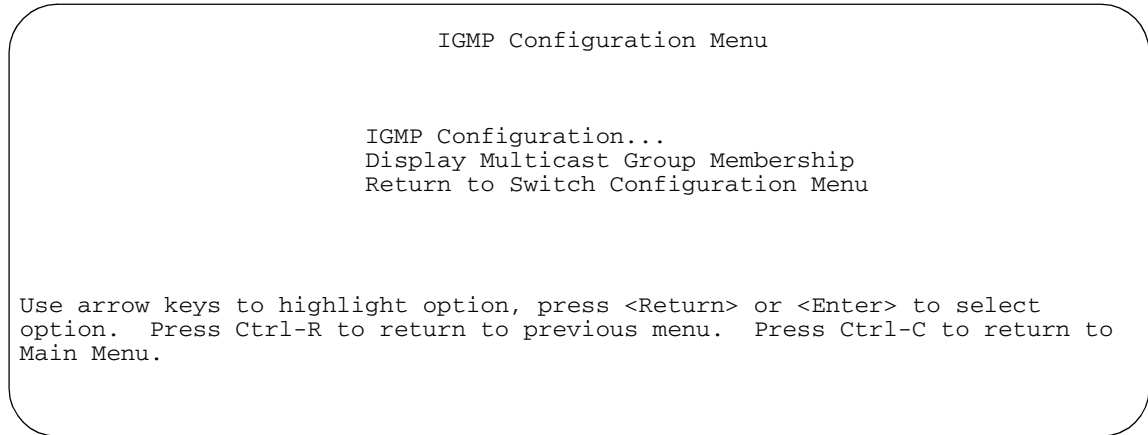 IGMP Configuration Menu
IGMP Configuration...
Display Multicast Group Membership
Return to Switch Configuration Menu
Use arrow keys to highlight option, press <Return> or <Enter> to select
option.  Press Ctrl-R to return to previous menu.  Press Ctrl-C to return to
Main Menu.